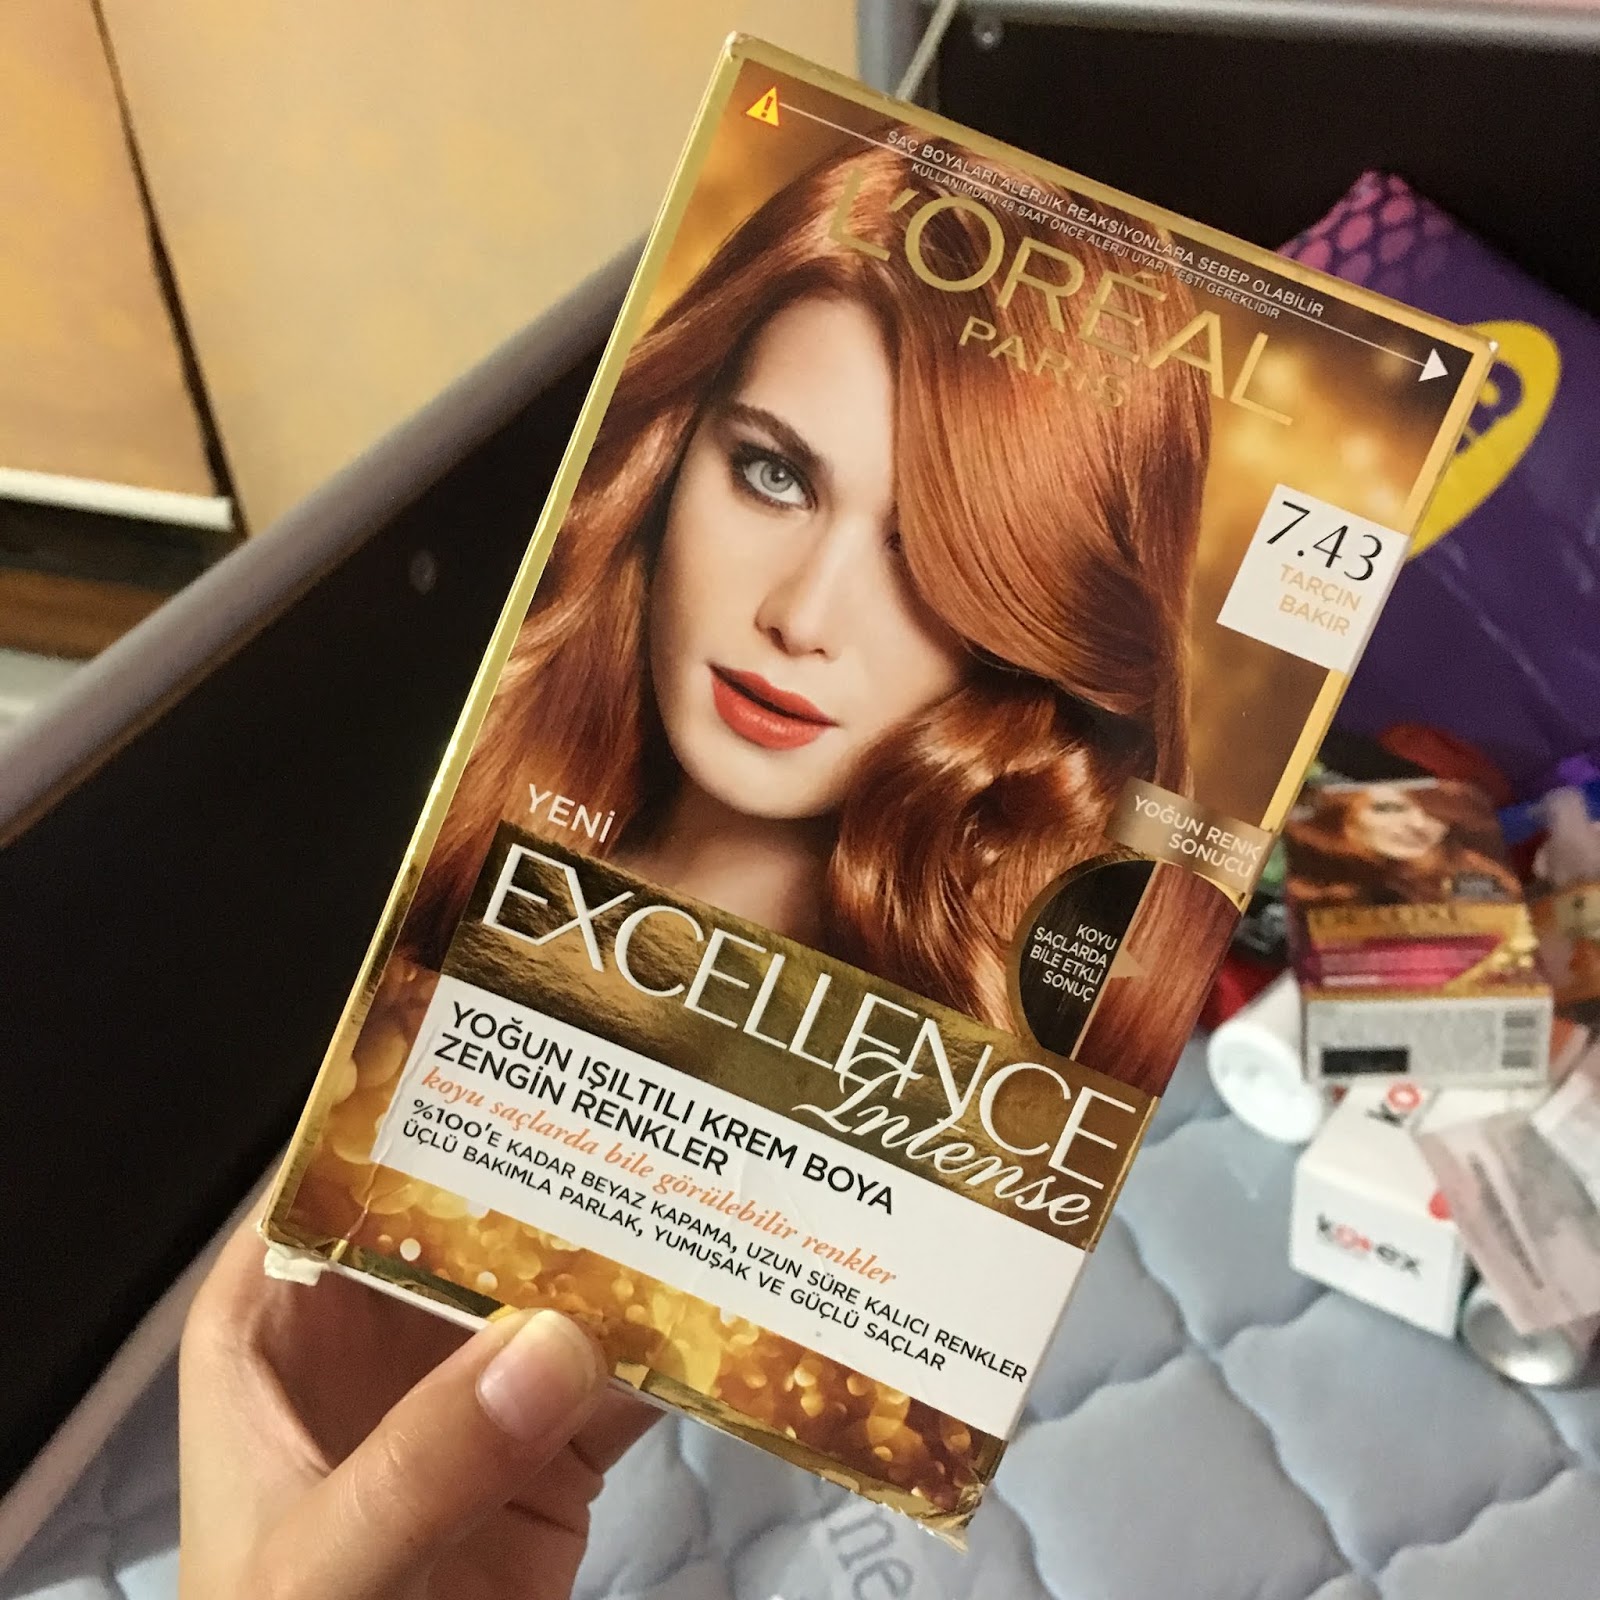 SAÇ BOYALARI ALERJİK REAKSİYONLARA SEBEP OLABİLİR
KULLANIMDAN 48 SAAT ÖNCE ALERJİ UYARI TESTİ GEREKLİDİR
L'ORÉAL
PARIS
7.43
TARÇIN
BAKIR
YENİ
YOĞUN RENK
SONUCU
KOYU
SAÇLARDA
BİLE ETKLİ
SONUÇ
EXCELLENCE
Intense
YOĞUN IŞILTILI KREM BOYA
ZENGİN RENKLER
koyu saçlarda bile görülebilir renkler
%100'E KADAR BEYAZ KAPAMA, UZUN SÜRE KALICI RENKLER
ÜÇLÜ BAKIMLA PARLAK, YUMUŞAK VE GÜÇLÜ SAÇLAR
DELUXE